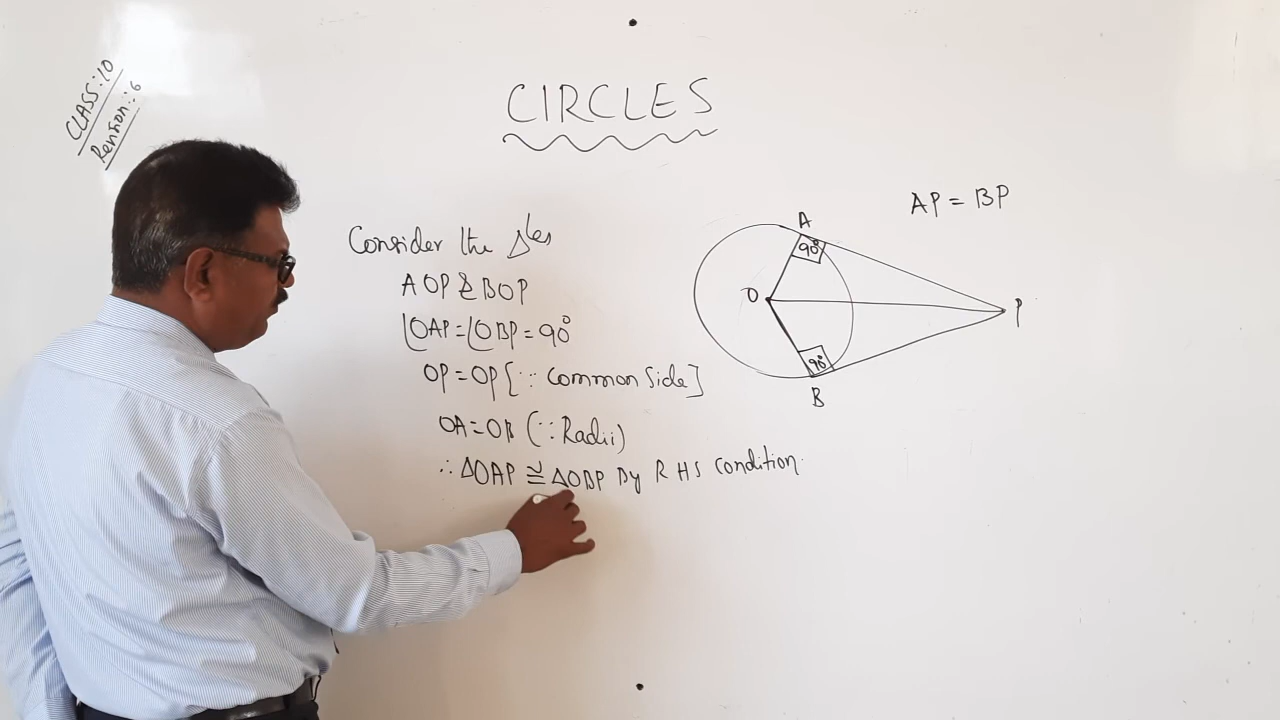 CLASS:10
Revision:6
CIRCLES
Consider the Δles
AOP & BOP
∠OAP=∠OBP=90°
OP=OP[∵ Common Side]
OA=OB (∵Radii)
∴ΔOAP ≅ ΔOBP By RHS Condition.
AP = BP
A
90°
O
P
90°
B